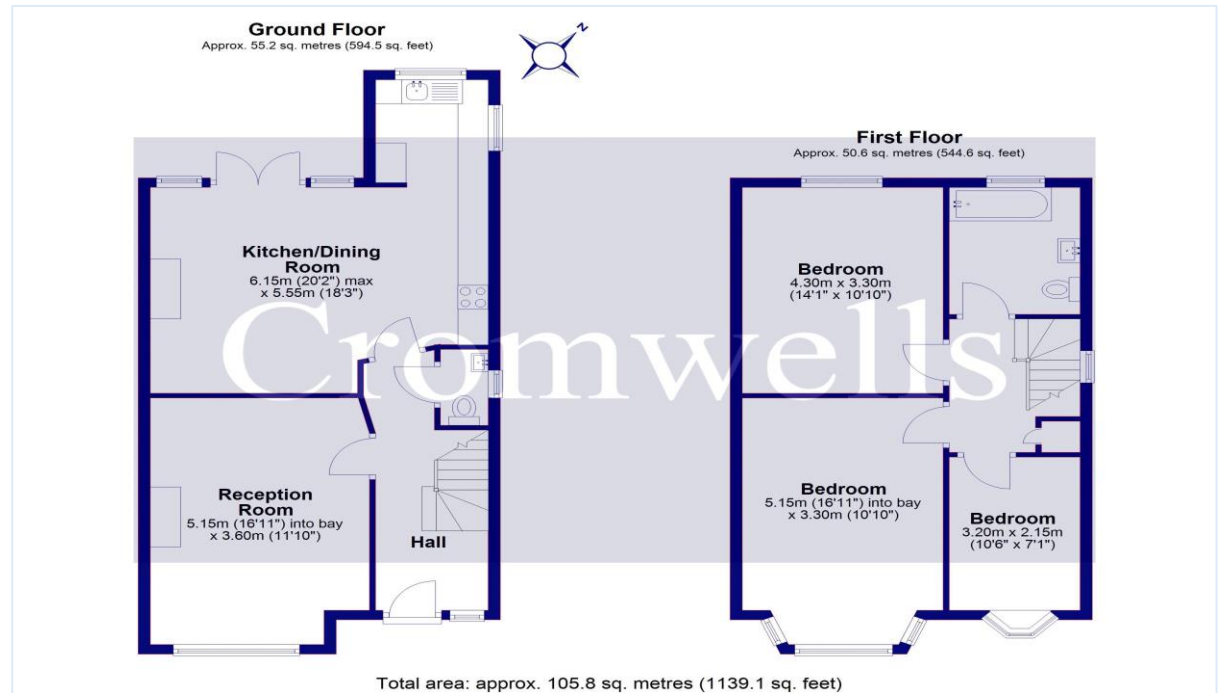 Ground Floor
Approx. 55.2 sq. metres (594.5 sq. feet)
Z
First Floor
Approx. 50.6 sq. metres (544.6 sq. feet)
Kitchen/Dining
Room
6.15m (20'2") max
x 5.55m (18'3")
Bedroom
4.30m x 3.30m
(14'1" x 10'10")
Cromwells
Reception
Room
5.15m (16'11") into bay
x 3.60m (11'10")
Hall
Bedroom
5.15m (16'11") into bay
x 3.30m (10'10")
Bedroom
3.20m x 2.15m
(10'6" x 7'1")
Total area: approx. 105.8 sq. metres (1139.1 sq. feet)